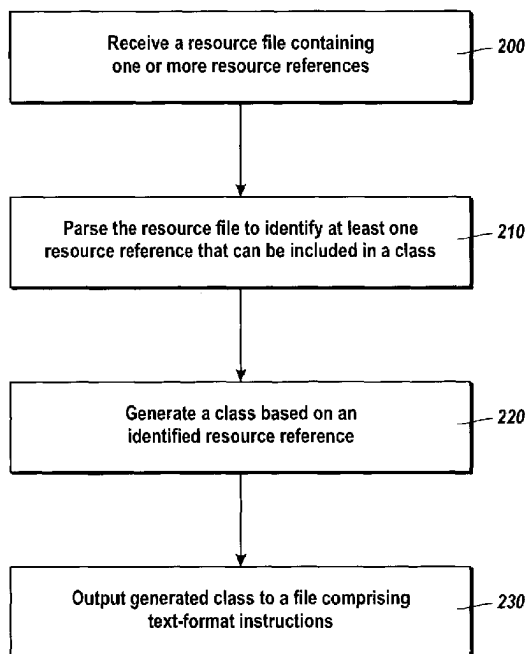 Receive a resource file containing
one or more resource references
200
Parse the resource file to identify at least one
resource reference that can be included in a class
210
Generate a class based on an
identified resource reference
220
Output generated class to a file comprising
text-format instructions
230